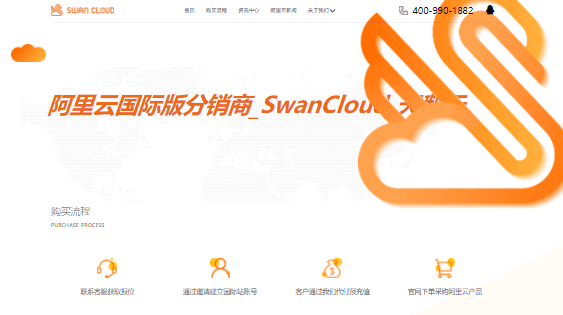 SWAN CLOUD
首页 购买流程 资讯中心 阿里云新闻 关于我们
400-990-1882
阿里云国际版分销商_SwanCloud
购买流程
PURCHASE-PROCESS
联系客服获取报价 通过邀请建立国际站账号 客户通过我们代付预充值 官网下单采购阿里云产品